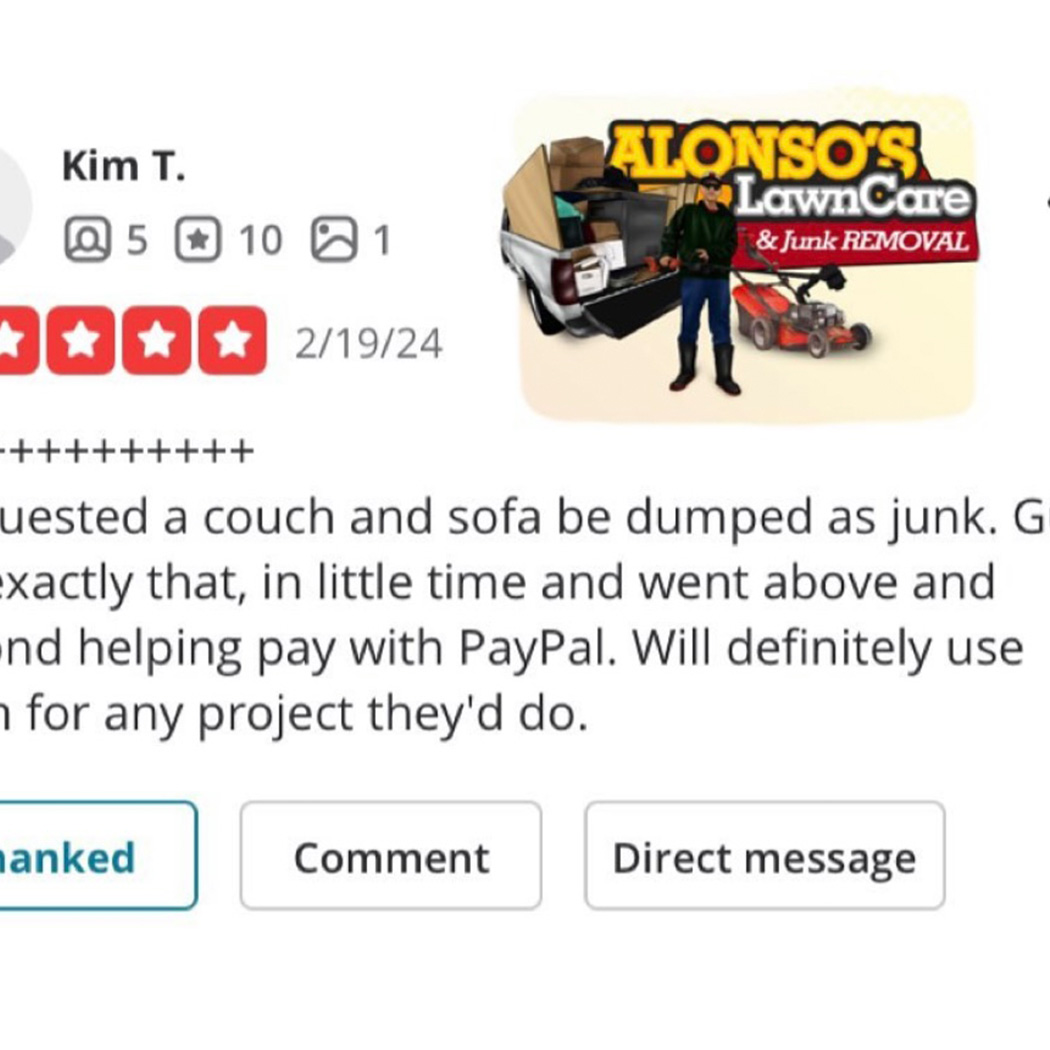 Kim T.
5 10 1
2/19/24
ALONSO'S
LawnCare
& Junk REMOVAL
++++++++++
uested a couch and sofa be dumped as junk. G
exactly that, in little time and went above and
ond helping pay with PayPal. Will definitely use
for any project they'd do.
hanked
Comment
Direct message